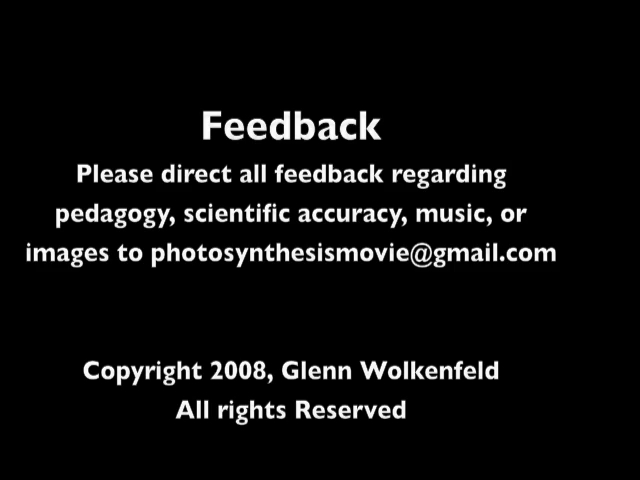 Feedback
Please direct all feedback regarding
pedagogy, scientific accuracy, music, or
images to photosynthesismovie@gmail.com
Copyright 2008, Glenn Wolkenfeld
All rights Reserved